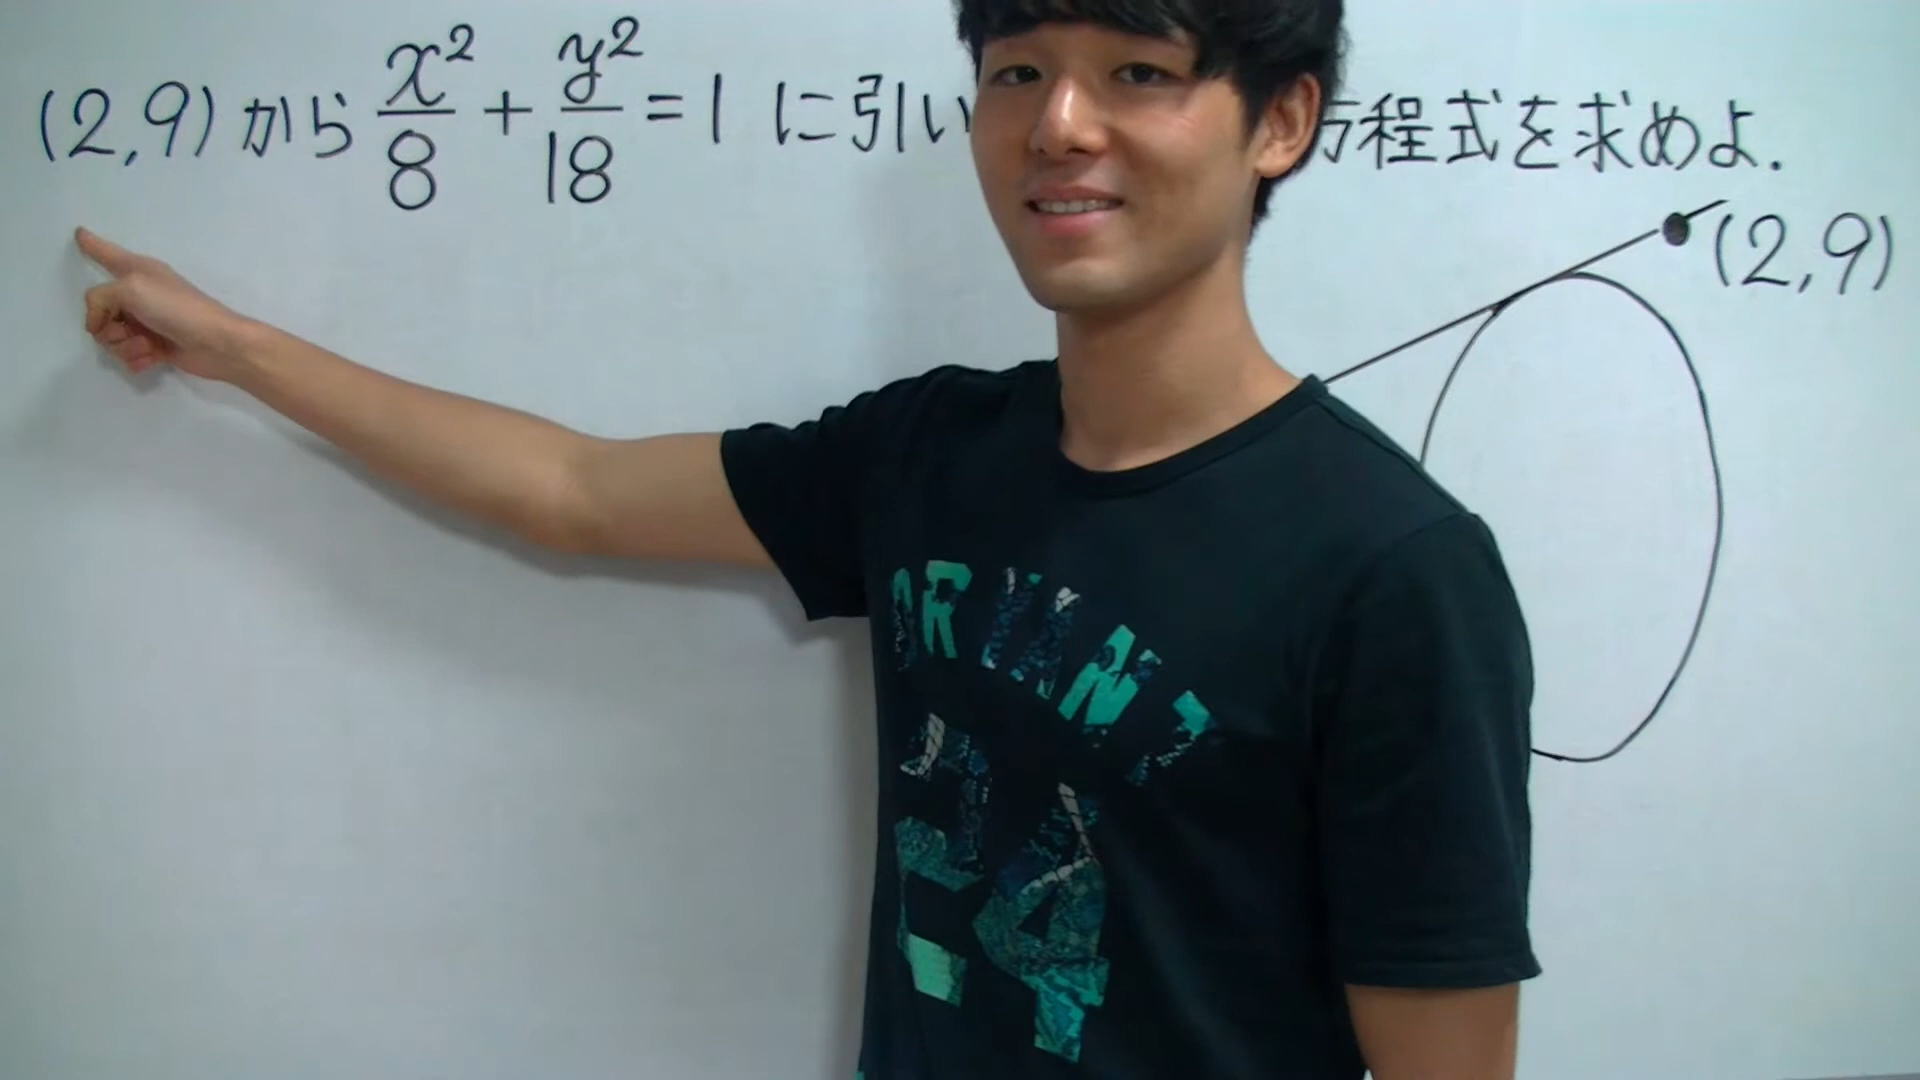 (2,9)から x²/8 + y²/18 = 1 に引い 方程式を求めよ.
(2,9)
24